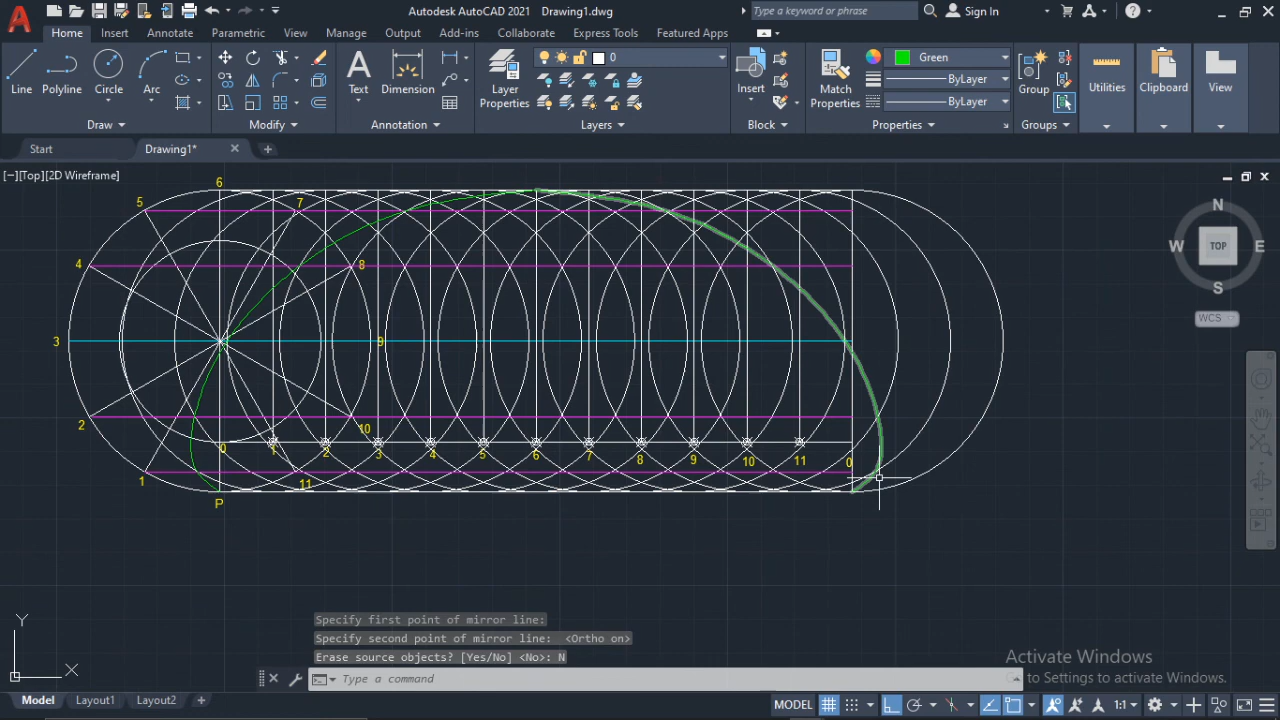 Autodesk AutoCAD 2021 Drawing1.dwg
Type a keyword or phrase
Sign In
Home Insert Annotate Parametric View Manage Output Add-ins Collaborate Express Tools Featured Apps
0
Green
ByLayer
ByLayer
Line Polyline Circle Arc
Text Dimension
Layer Properties
Insert
Match Properties
Group
Utilities Clipboard View
Draw Modify Annotation Layers Block Properties Groups
Start Drawing1*
[−][Top][2D Wireframe]
6
5 7
4 8
3 9
2 10
0 1 2 3 4 5 6 7 8 9 10 11 0
1 11
P
N
W TOP E
S
WCS
Specify first point of mirror line:
Specify second point of mirror line: <Ortho on>
Erase source objects? [Yes/No] <No>: N
Type a command
Y
X
Activate Windows
to Settings to activate Windows.
Model Layout1 Layout2
MODEL
1:1